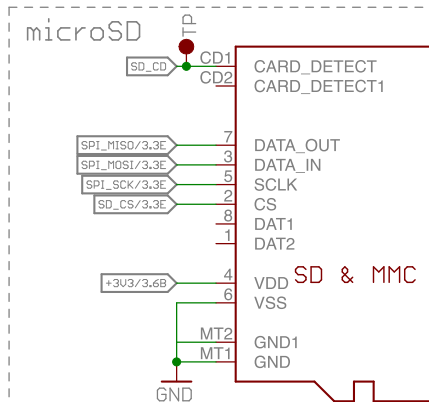 microSD
TP
SD_CD
CD1
CARD_DETECT
CD2
CARD_DETECT1
SPI_MISO/3.3E
7
DATA_OUT
SPI_MOSI/3.3E
3
DATA_IN
SPI_SCK/3.3E
5
SCLK
SD_CS/3.3E
2
CS
8
DAT1
1
DAT2
+3V3/3.6B
4
VDD
SD & MMC
6
VSS
MT2
GND1
MT1
GND
GND